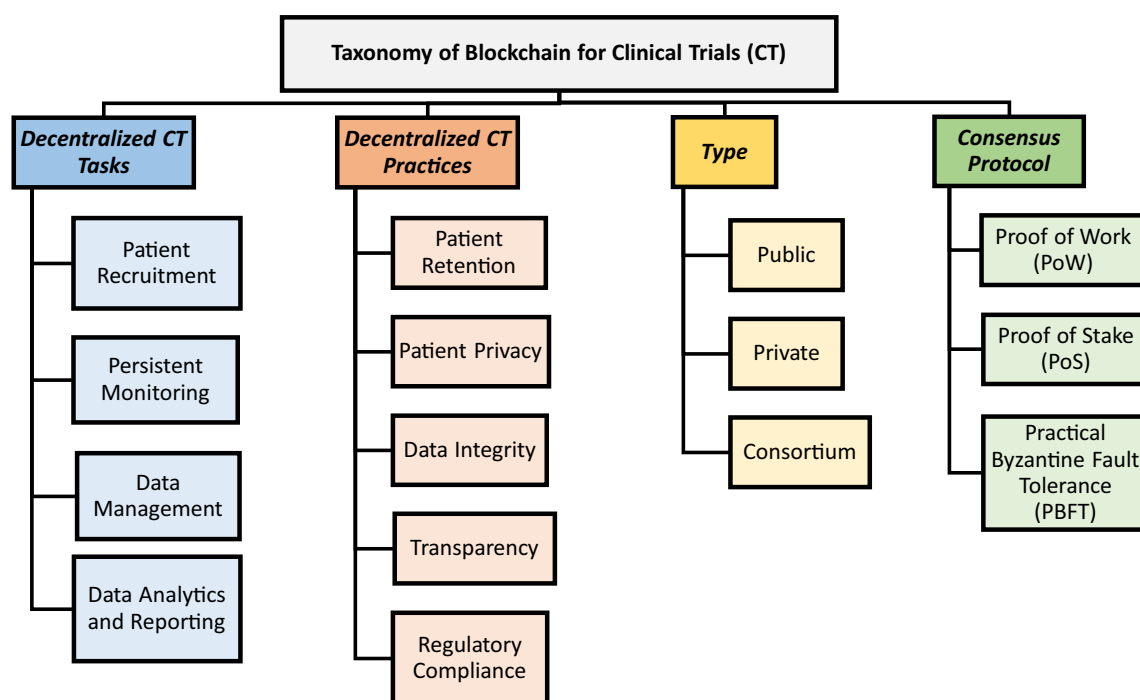 Taxonomy of Blockchain for Clinical Trials (CT)
Decentralized CT
Tasks
Patient
Recruitment
Persistent
Monitoring
Data
Management
Data Analytics
and Reporting
Decentralized CT
Practices
Patient
Retention
Patient Privacy
Data Integrity
Transparency
Regulatory
Compliance
Type
Public
Private
Consortium
Consensus
Protocol
Proof of Work
(PoW)
Proof of Stake
(PoS)
Practical
Byzantine Fault
Tolerance
(PBFT)